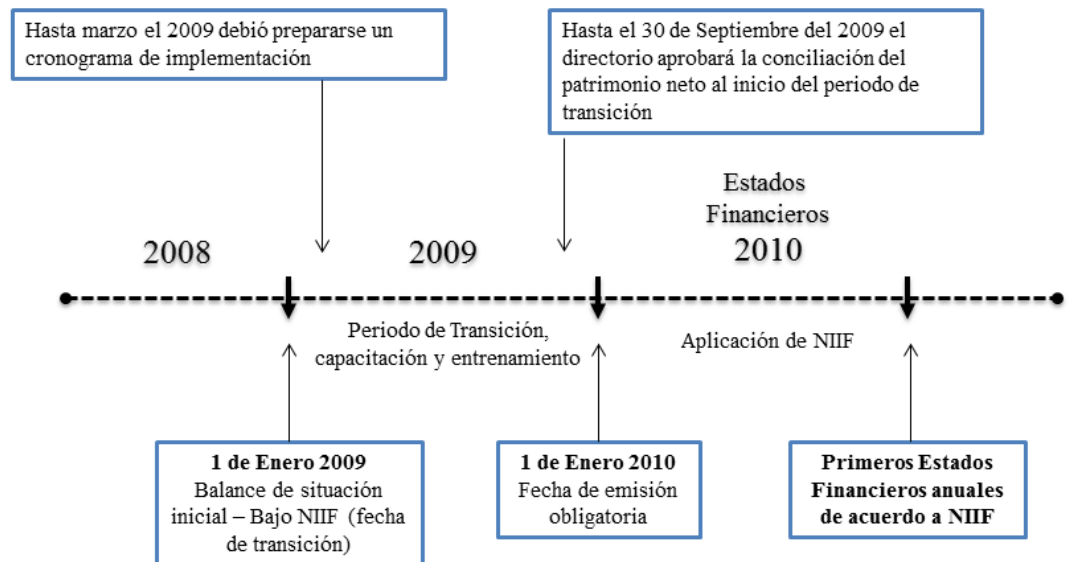 Hasta marzo el 2009 debió prepararse un
cronograma de implementación
Hasta el 30 de Septiembre del 2009 el
directorio aprobará la conciliación del
patrimonio neto al inicio del periodo de
transición
Estados
Financieros
2008
2009
2010
Periodo de Transición,
capacitación y entrenamiento
Aplicación de NIIF
1 de Enero 2009
Balance de situación
inicial – Bajo NIIF (fecha
de transición)
1 de Enero 2010
Fecha de emisión
obligatoria
Primeros Estados
Financieros anuales
de acuerdo a NIIF